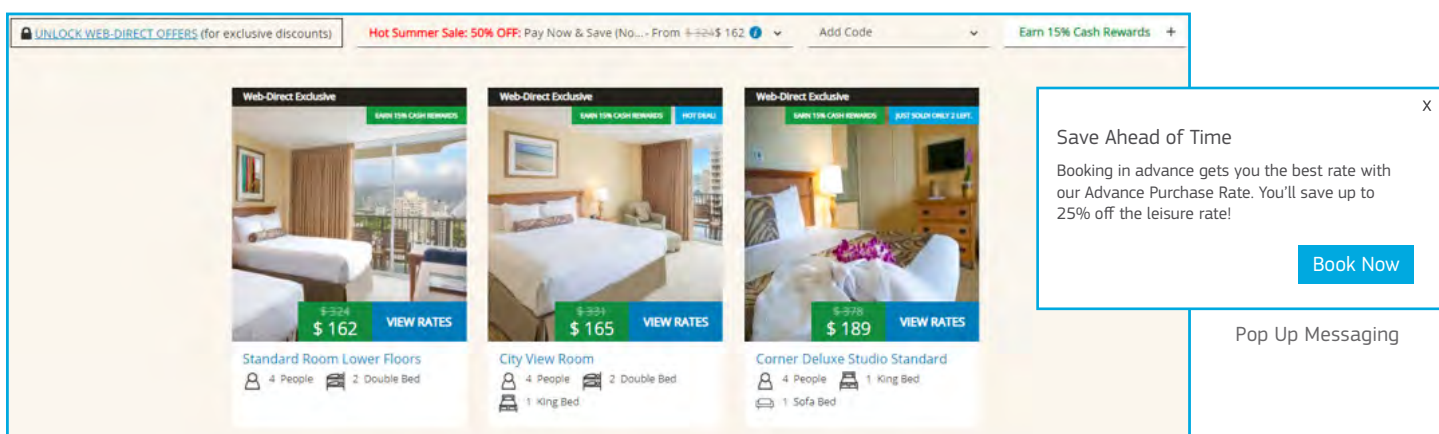 UNLOCK WEB-DIRECT OFFERS (for exclusive discounts)
Hot Summer Sale: 50% OFF: Pay Now & Save (No... - From $ 324$ 162
Add Code
Earn 15% Cash Rewards +
Web-Direct Exclusive
EARN 15% CASH REWARDS
$ 324
$ 162
VIEW RATES
Standard Room Lower Floors
4 People 2 Double Bed
Web-Direct Exclusive
EARN 15% CASH REWARDS HOT DEAL!
$ 331
$ 165
VIEW RATES
City View Room
4 People 2 Double Bed
1 King Bed
Web-Direct Exclusive
EARN 15% CASH REWARDS JUST SOLD! ONLY 2 LEFT.
$ 378
$ 189
VIEW RATES
Corner Deluxe Studio Standard
4 People 1 King Bed
1 Sofa Bed
X
Save Ahead of Time
Booking in advance gets you the best rate with
our Advance Purchase Rate. You'll save up to
25% off the leisure rate!
Book Now
Pop Up Messaging